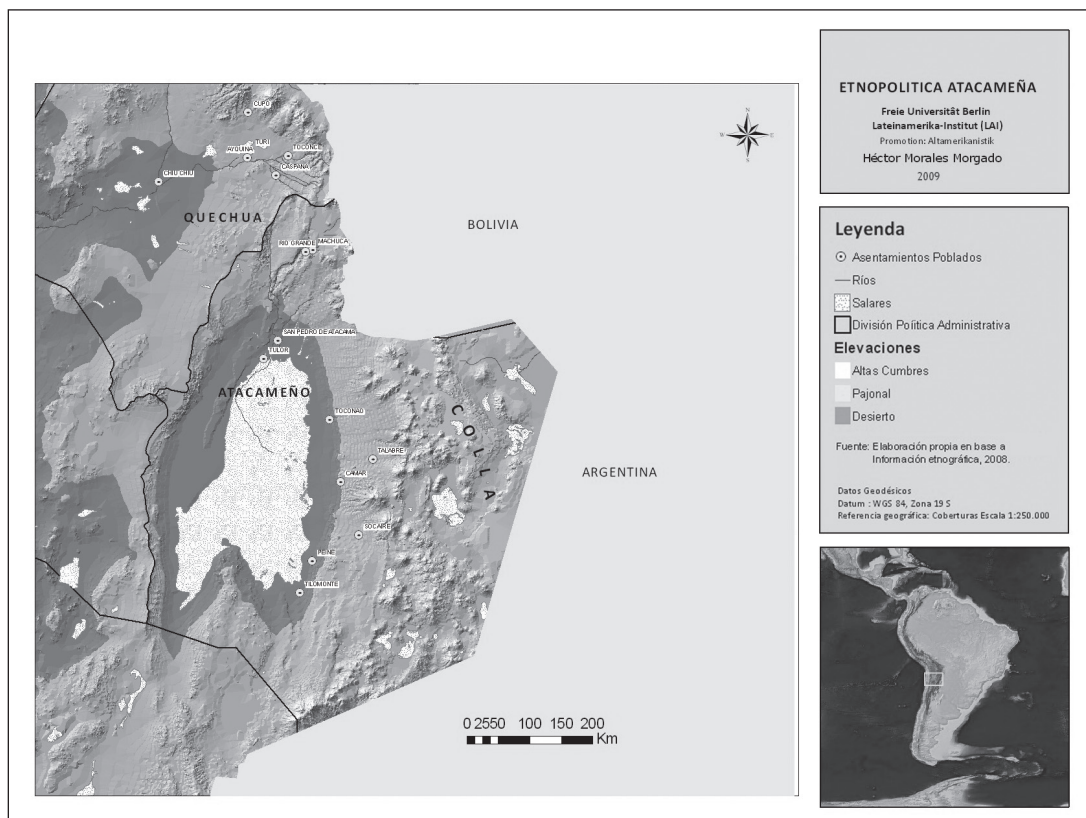 CUPO
TURI
AYQUINA
TOCONCE
CASPANA
CHIU CHIU
QUECHUA
RIO GRANDE
MACHUCA
BOLIVIA
N
W
E
S
SAN PEDRO DE ATACAMA
TULOR
ATACAMEÑO
TOCONAO
COLLA
TALABRE
CAMAR
ARGENTINA
SOCAIRE
PEINE
TILOMONTE
0 2550 100 150 200
Km
ETNOPOLITICA ATACAMEÑA
Freie Universität Berlin
Lateinamerika-Institut (LAI)
Promotion: Altamerikanistik
Héctor Morales Morgado
2009
Leyenda
Asentamientos Poblados
Ríos
Salares
División Política Administrativa
Elevaciones
Altas Cumbres
Pajonal
Desierto
Fuente: Elaboración propia en base a
Información etnográfica, 2008.
Datos Geodésicos
Datum : WGS 84, Zona 19 S
Referencia geográfica: Coberturas Escala 1:250.000